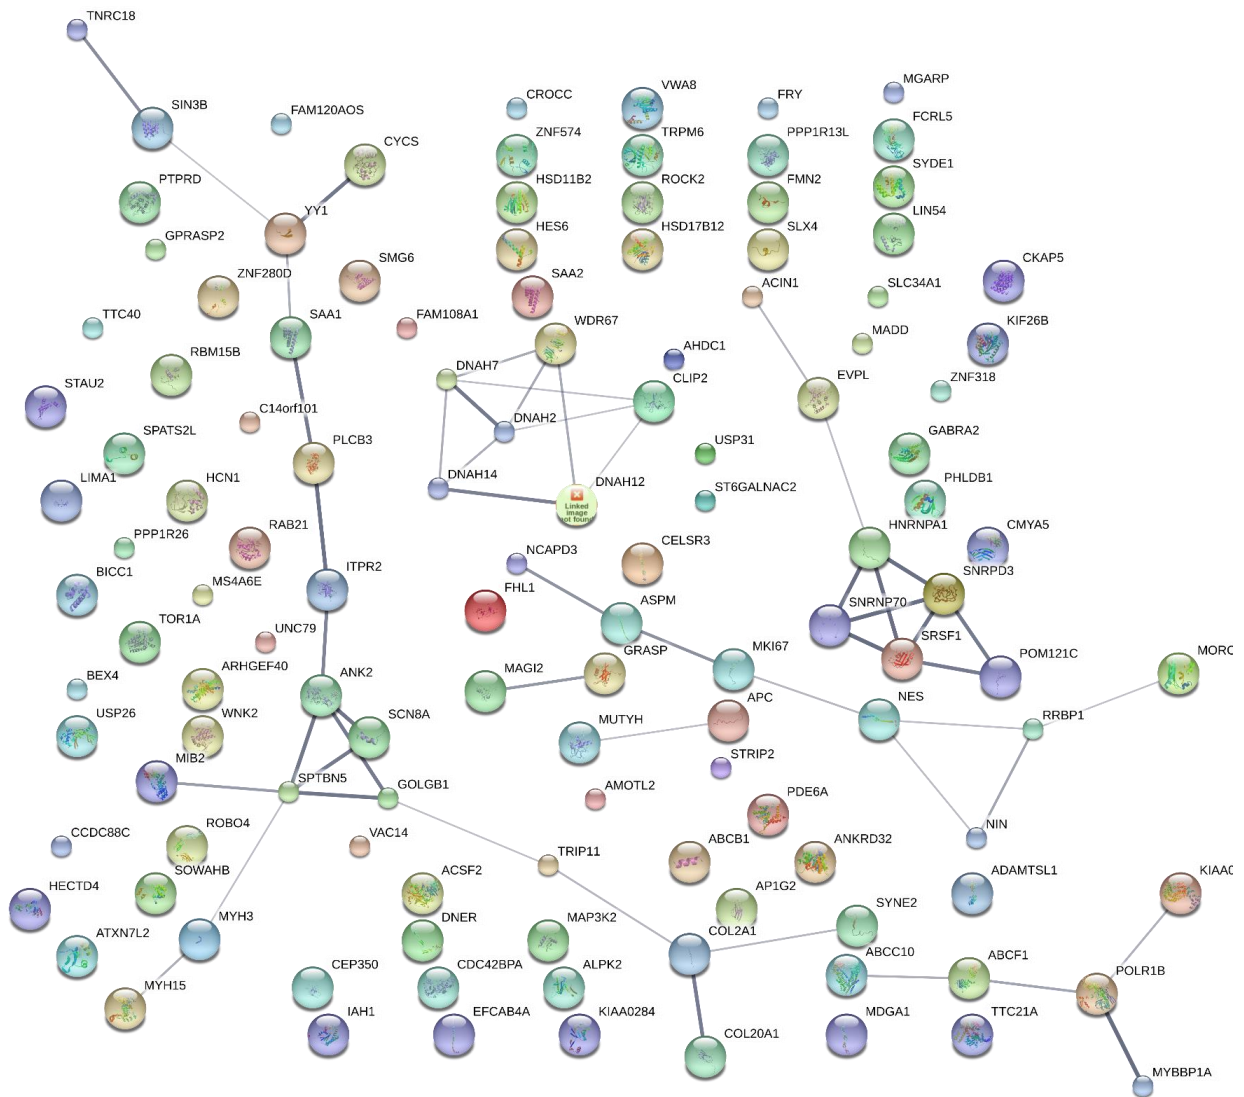 TNRC18
SIN3B
FAM120AOS
CYCS
CROCC
VWA8
FRY
MGARP
ZNF574
TRPM6
PPP1R13L
FCRL5
PTPRD
HSD11B2
ROCK2
FMN2
SYDE1
GPRASP2
YY1
HES6
HSD17B12
SLX4
LIN54
ZNF280D
SMG6
SAA2
ACIN1
SLC34A1
CKAP5
TTC40
SAA1
FAM108A1
WDR67
MADD
KIF26B
RBM15B
DNAH7
AHDC1
CLIP2
EVPL
ZNF318
STAU2
C14orf101
DNAH2
SPATS2L
PLCB3
USP31
GABRA2
LIMA1
HCN1
DNAH14
DNAH12
Linked
image
not found
ST6GALNAC2
PHLDB1
PPP1R26
RAB21
NCAPD3
CELSR3
HNRNPA1
CMYA5
BICC1
MS4A6E
ITPR2
FHL1
ASPM
SNRNP70
SNRPD3
TOR1A
UNC79
GRASP
MKI67
SRSF1
POM121C
MORC
BEX4
ARHGEF40
ANK2
MAGI2
USP26
WNK2
SCN8A
MUTYH
APC
NES
RRBP1
MIB2
SPTBN5
GOLGB1
AMOTL2
STRIP2
PDE6A
CCDC88C
ROBO4
VAC14
TRIP11
ABCB1
ANKRD32
NIN
HECTD4
SOWAHB
ACSF2
AP1G2
ADAMTSL1
KIAA0
ATXN7L2
MYH3
DNER
MAP3K2
COL2A1
SYNE2
MYH15
CEP350
CDC42BPA
ALPK2
ABCC10
ABCF1
POLR1B
IAH1
EFCAB4A
KIAA0284
COL20A1
MDGA1
TTC21A
MYBBP1A